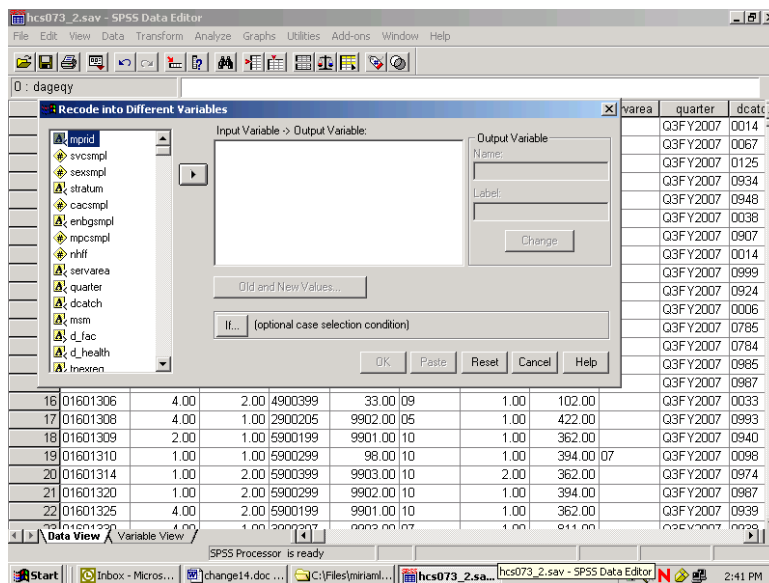 hcs073_2.sav - SPSS Data Editor
File Edit View Data Transform Analyze Graphs Utilities Add-ons Window Help
0 : dageqy
Recode into Different Variables
varea quarter dcatc
mprid
svcsmpl
sexsmpl
stratum
cacsmpl
enbgsmpl
mpcsmpl
nhff
servarea
quarter
dcatch
msm
d_fac
d_health
Input Variable -> Output Variable:
Output Variable
Name:
Label:
Change
Old and New Values...
If... (optional case selection condition)
OK Paste Reset Cancel Help
Q3FY2007 0014
Q3FY2007 0067
Q3FY2007 0125
Q3FY2007 0934
Q3FY2007 0948
Q3FY2007 0038
Q3FY2007 0907
Q3FY2007 0014
Q3FY2007 0999
Q3FY2007 0924
Q3FY2007 0006
Q3FY2007 0785
Q3FY2007 0784
Q3FY2007 0985
Q3FY2007 0987
16 01601306 4.00 2.00 4900399 33.00 09 1.00 102.00 Q3FY2007 0033
17 01601308 4.00 1.00 2900205 9902.00 05 1.00 422.00 Q3FY2007 0993
18 01601309 2.00 1.00 5900199 9901.00 10 1.00 362.00 Q3FY2007 0940
19 01601310 1.00 1.00 5900299 98.00 10 1.00 394.00 07 Q3FY2007 0098
20 01601314 1.00 2.00 5900399 9903.00 10 2.00 362.00 Q3FY2007 0974
21 01601320 1.00 2.00 5900299 9902.00 10 1.00 394.00 Q3FY2007 0987
22 01601325 4.00 2.00 5900199 9901.00 10 1.00 362.00 Q3FY2007 0939
Data View Variable View
SPSS Processor is ready
Start Inbox - Micros... change14.doc ... C:\Files\miriaml... hcs073_2.sa... hcs073_2.sav - SPSS Data Editor 2:41 PM